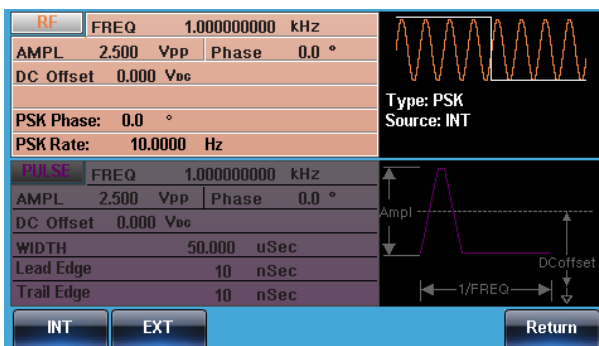 RF FREQ 1.000000000 kHz
AMPL 2.500 Vpp Phase 0.0 °
DC Offset 0.000 VDC
PSK Phase: 0.0 °
PSK Rate: 10.0000 Hz
Type: PSK
Source: INT
PULSE FREQ 1.000000000 kHz
AMPL 2.500 Vpp Phase 0.0 °
DC Offset 0.000 VDC
WIDTH 50.000 uSec
Lead Edge 10 nSec
Trail Edge 10 nSec
Ampl
DCoffset
1/FREQ
INT EXT Return